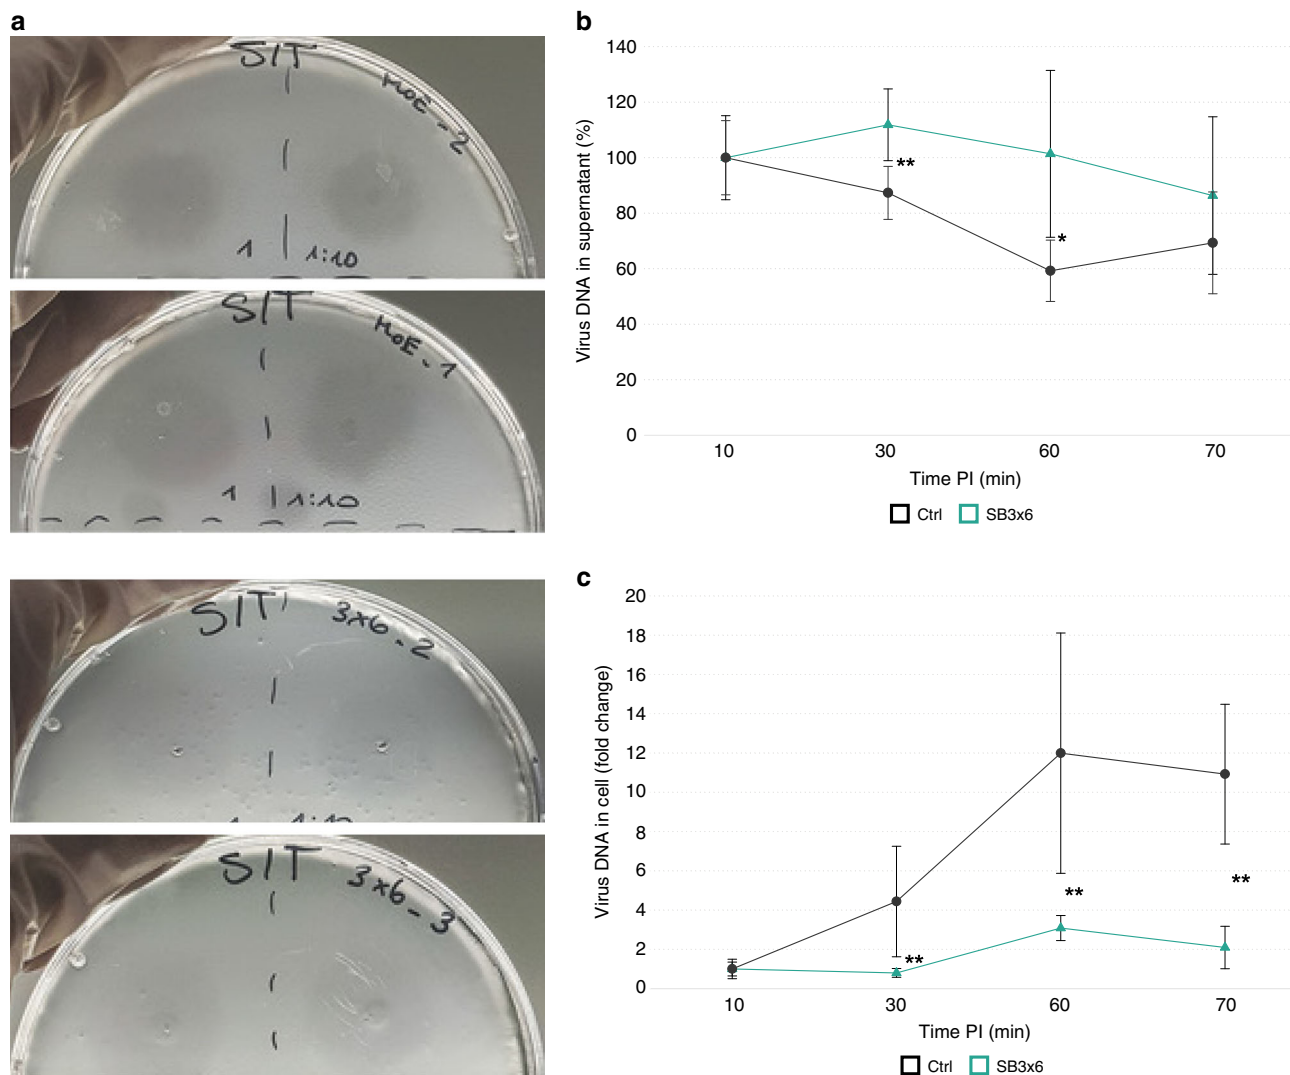 a
SIT
MOE - 2
1 | 1:10
SIT
MOE - 1
1 | 1:10
SIT
3x6 - 2
SIT
3x6 - 3
b
Virus DNA in supernatant (%)
140
120
100
80
60
40
20
0
**
*
10 30 60 70
Time PI (min)
Ctrl SB3x6
c
Virus DNA in cell (fold change)
20
18
16
14
12
10
8
6
4
2
0
**
**
**
10 30 60 70
Time PI (min)
Ctrl SB3x6